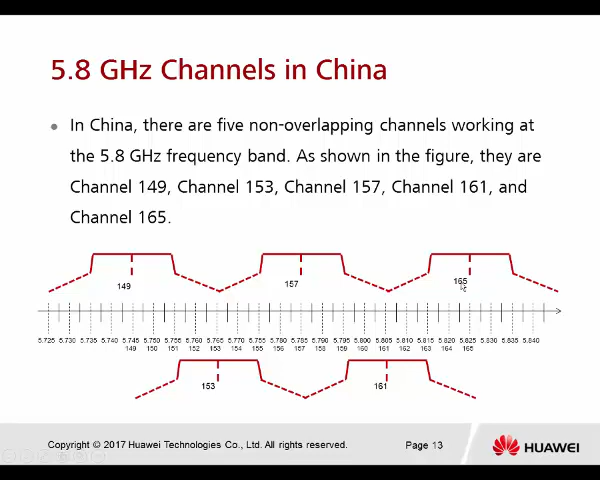 5.8 GHz Channels in China
In China, there are five non-overlapping channels working at
the 5.8 GHz frequency band. As shown in the figure, they are
Channel 149, Channel 153, Channel 157, Channel 161, and
Channel 165.
149 157 165
5.725 5.730 5.735 5.740 5.745 5.750 5.755 5.760 5.765 5.770 5.775 5.780 5.785 5.790 5.795 5.800 5.805 5.810 5.815 5.820 5.825 5.830 5.835 5.840
149 150 151 152 153 154 155 156 157 158 159 160 161 162 163 164 165
153 161
Copyright © 2017 Huawei Technologies Co., Ltd. All rights reserved. Page 13 HUAWEI